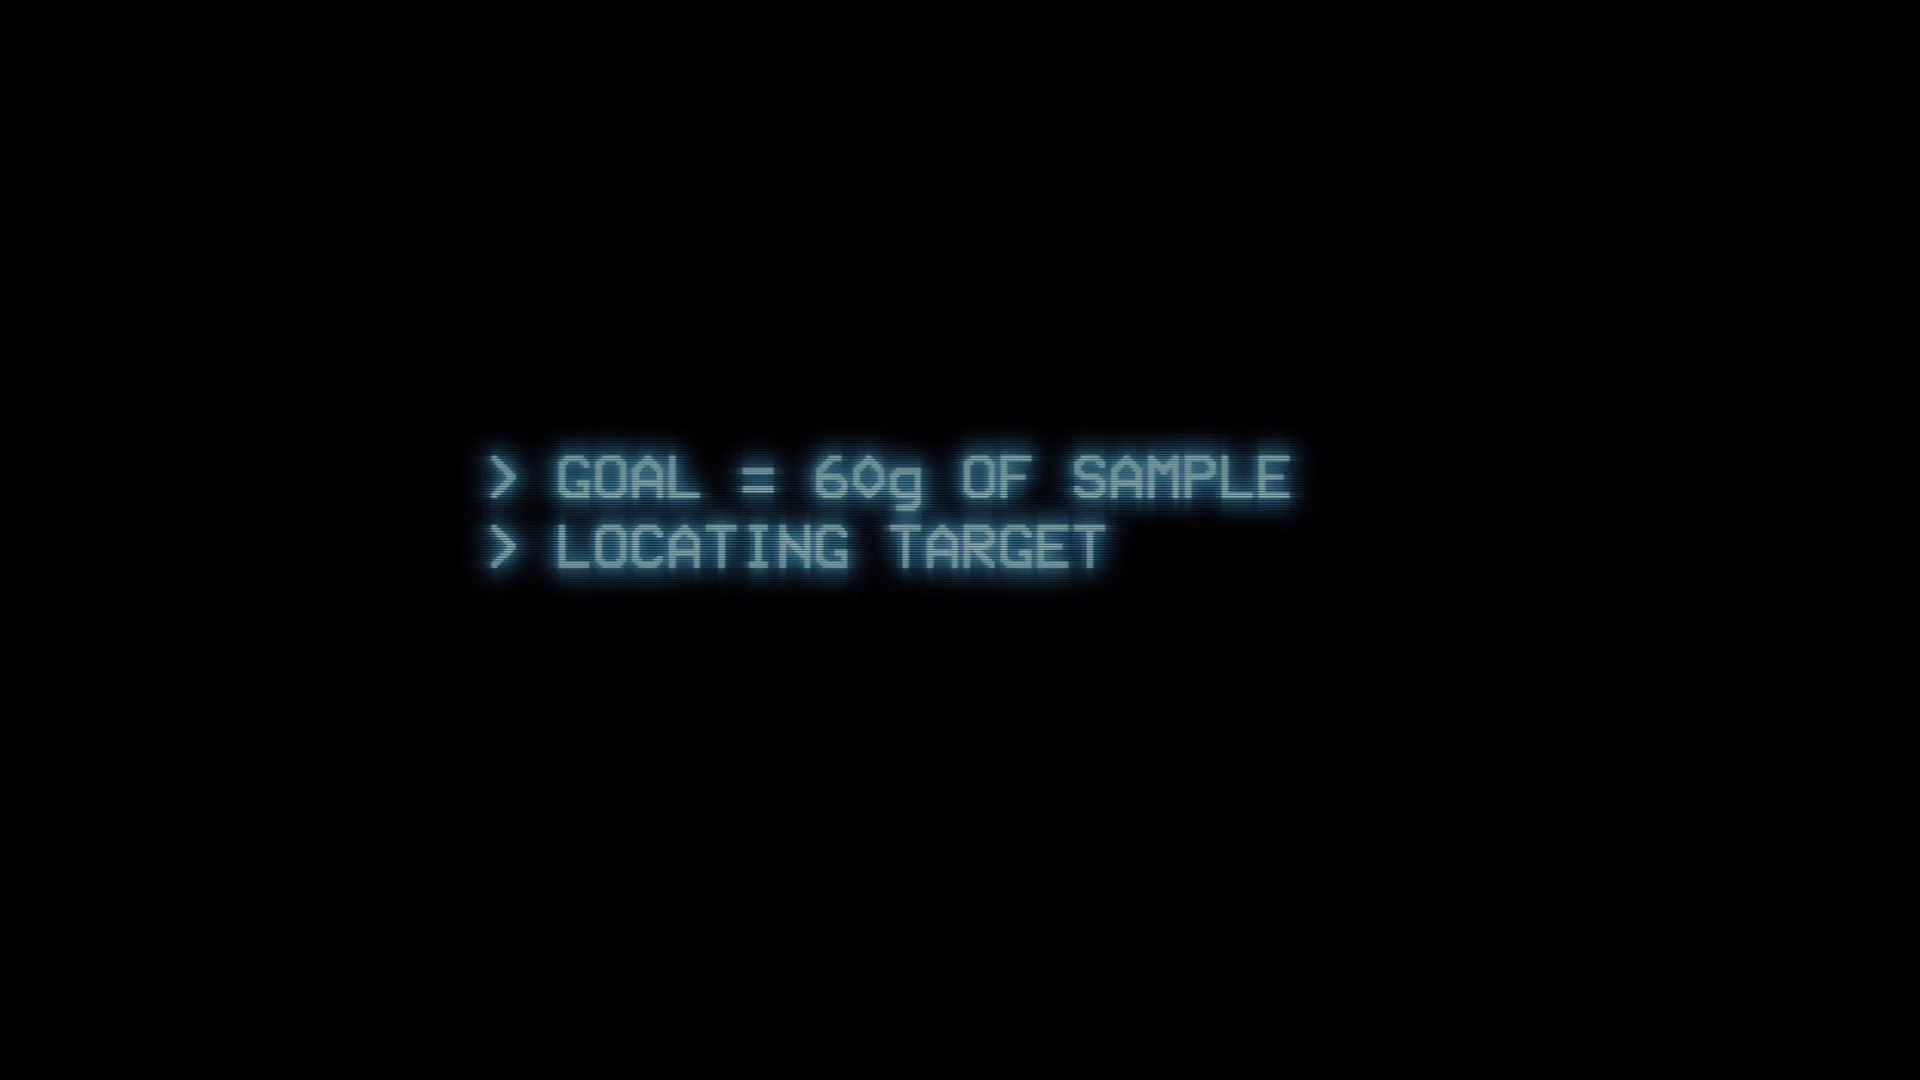 > GOAL = 60g OF SAMPLE
> LOCATING TARGET